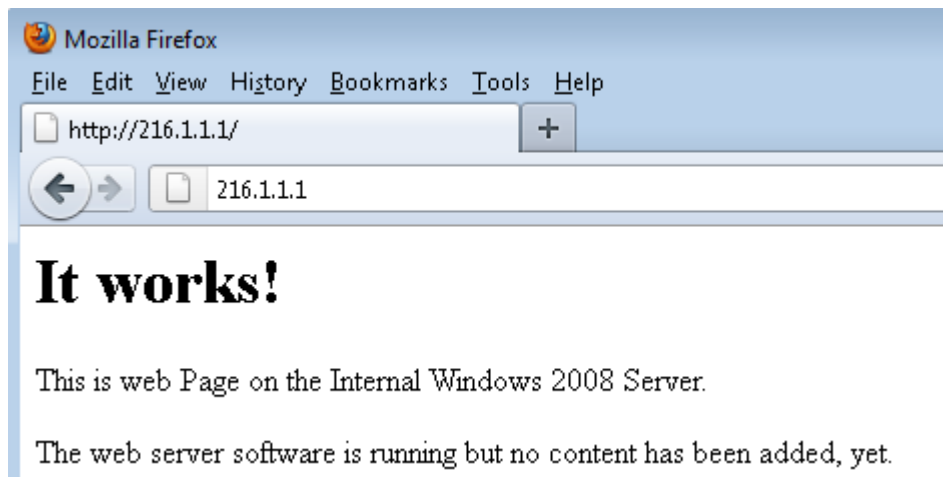 Mozilla Firefox
File Edit View History Bookmarks Tools Help
http://216.1.1.1/
216.1.1.1
It works!
This is web Page on the Internal Windows 2008 Server.
The web server software is running but no content has been added, yet.